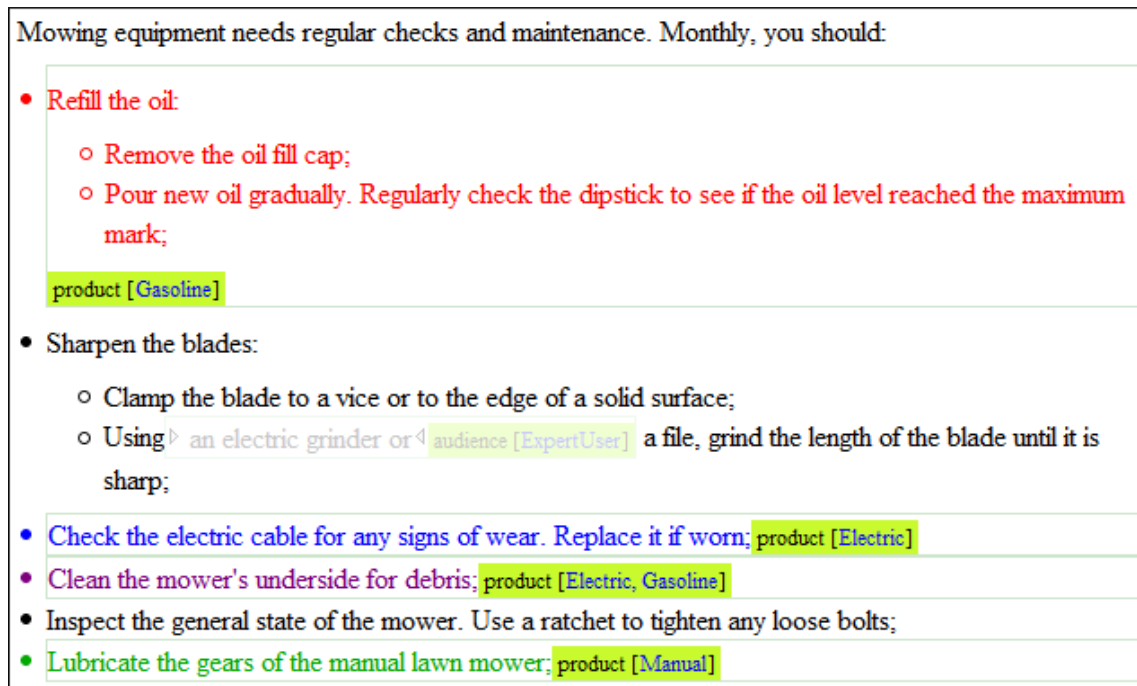 Mowing equipment needs regular checks and maintenance. Monthly, you should:
Refill the oil:
Remove the oil fill cap;
Pour new oil gradually. Regularly check the dipstick to see if the oil level reached the maximum
mark;
product [Gasoline]
Sharpen the blades:
Clamp the blade to a vice or to the edge of a solid surface;
Using an electric grinder or audience [ExpertUser] a file, grind the length of the blade until it is
sharp;
Check the electric cable for any signs of wear. Replace it if worn; product [Electric]
Clean the mower's underside for debris; product [Electric, Gasoline]
Inspect the general state of the mower. Use a ratchet to tighten any loose bolts;
Lubricate the gears of the manual lawn mower; product [Manual]